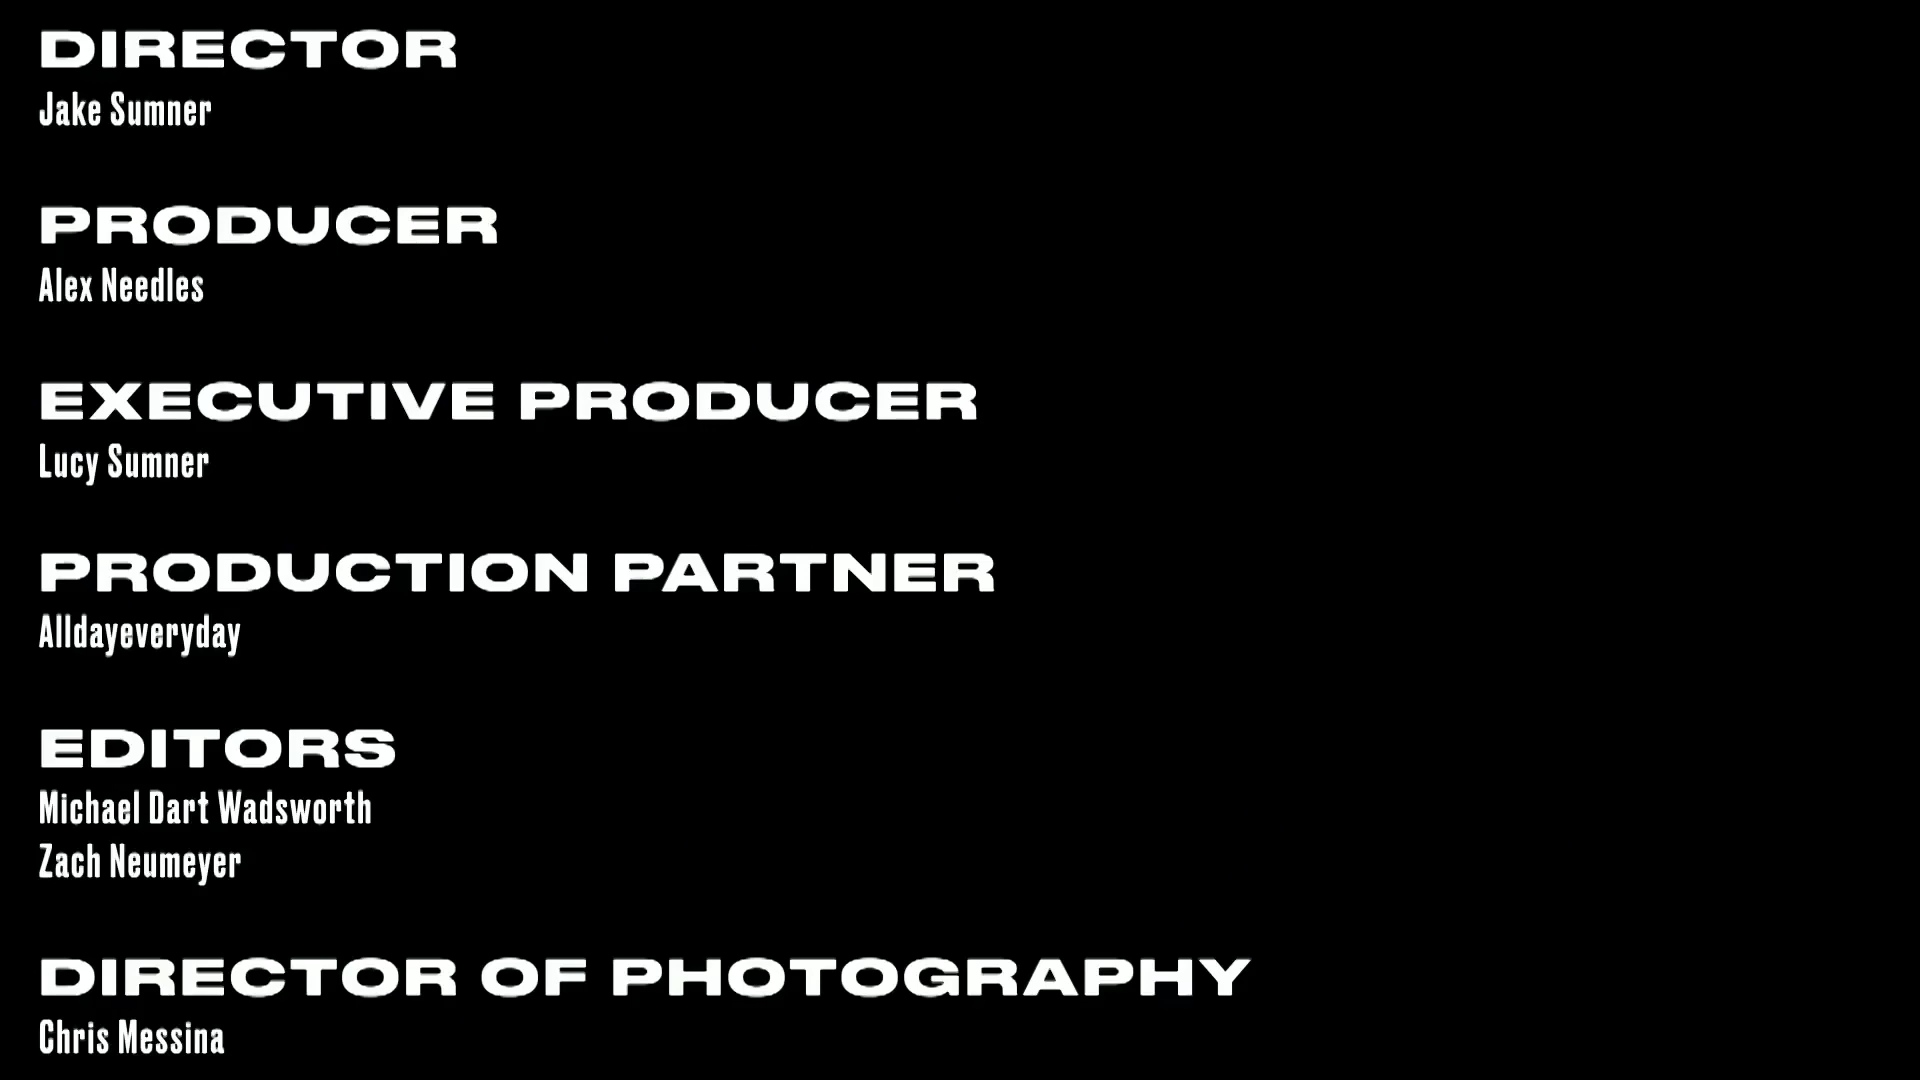 DIRECTOR
Jake Sumner
PRODUCER
Alex Needles
EXECUTIVE PRODUCER
Lucy Sumner
PRODUCTION PARTNER
Alldayeveryday
EDITORS
Michael Dart Wadsworth
Zach Neumeyer
DIRECTOR OF PHOTOGRAPHY
Chris Messina